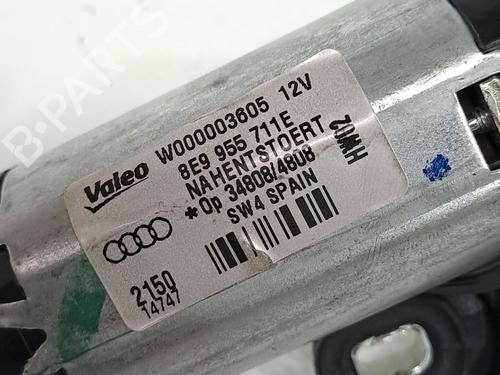 Valeo
W000003605 12V
8E9 955 711E
NAHENTSTOERT
*Op 34808/4808
SW4 SPAIN
HW02
2150
14747
B-PARTS